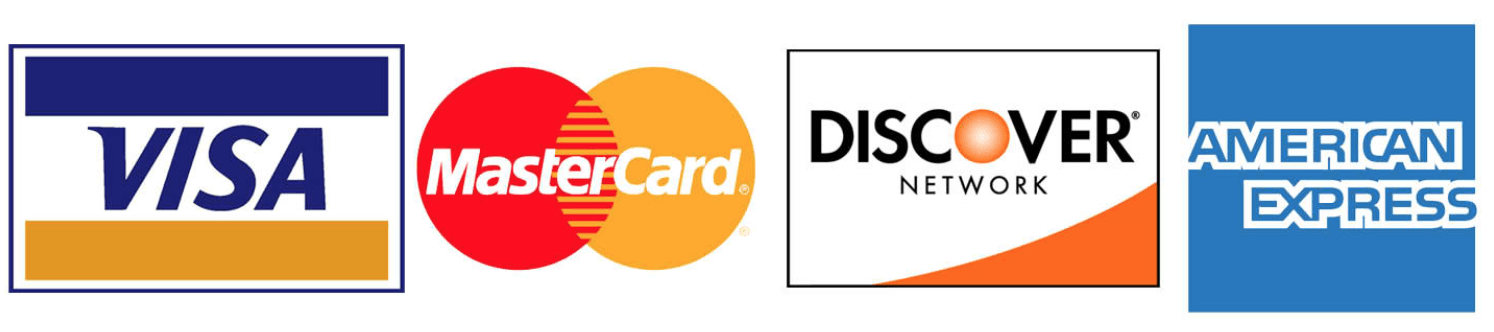 VISA
MasterCard®
®
DISCOVER®
NETWORK
AMERICAN
EXPRESS